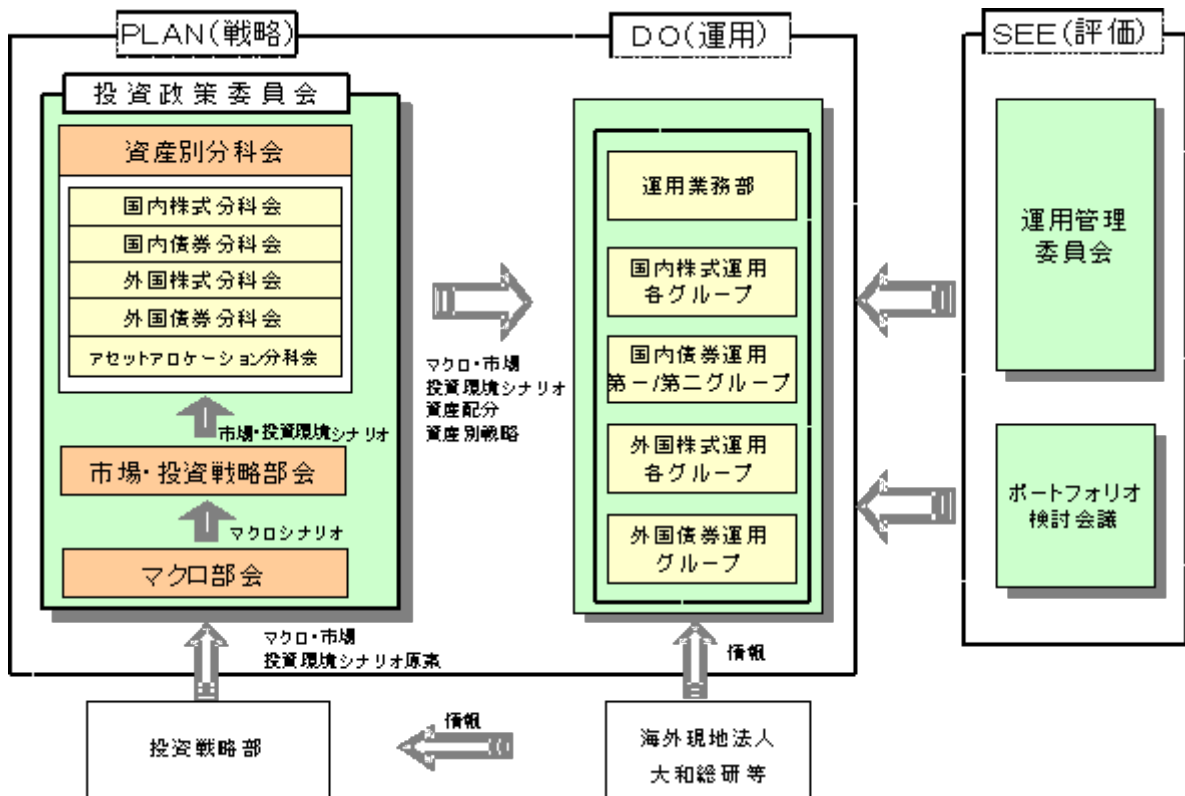 PLAN(戦略)
投資政策委員会
資産別分科会
国内株式分科会
国内債券分科会
外国株式分科会
外国債券分科会
アセットアロケーション分科会
市場・投資環境シナリオ
市場・投資戦略部会
マクロシナリオ
マクロ部会
マクロ・市場
投資環境シナリオ原案
投資戦略部
マクロ・市場
投資環境シナリオ
資産配分
資産別戦略
DO(運用)
運用業務部
国内株式運用
各グループ
国内債券運用
第一/第二グループ
外国株式運用
各グループ
外国債券運用
グループ
情報
情報
海外現地法人
大和総研等
SEE(評価)
運用管理
委員会
ポートフォリオ
検討会議